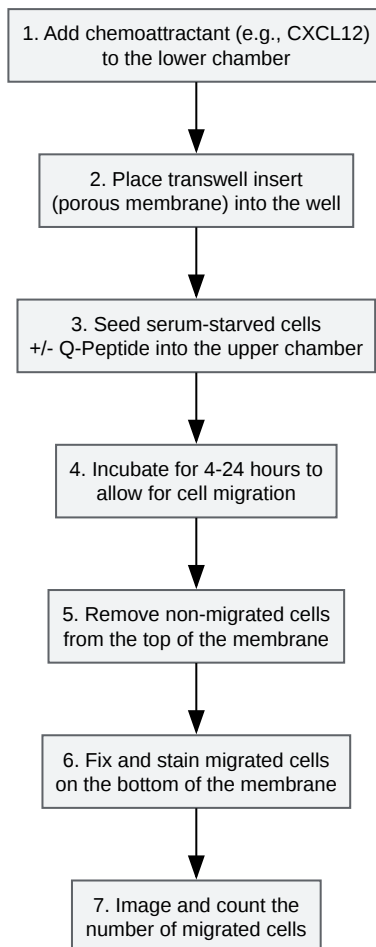 1. Add chemoattractant (e.g., CXCL12)
to the lower chamber
2. Place transwell insert
(porous membrane) into the well
3. Seed serum-starved cells
+/- Q-Peptide into the upper chamber
4. Incubate for 4-24 hours to
allow for cell migration
5. Remove non-migrated cells
from the top of the membrane
6. Fix and stain migrated cells
on the bottom of the membrane
7. Image and count the
number of migrated cells